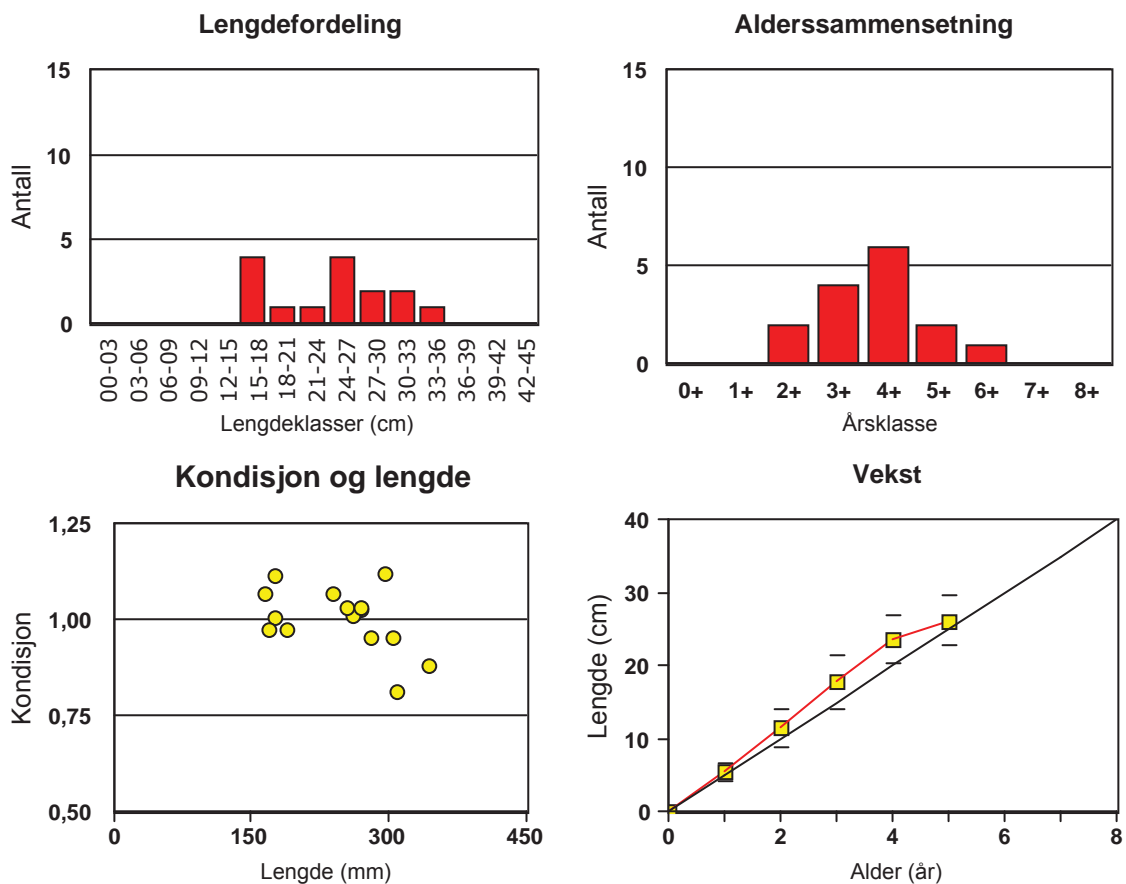 Lengdefordeling
15
10
5
0
Antall
00-03
03-06
06-09
09-12
12-15
15-18
18-21
21-24
24-27
27-30
30-33
33-36
36-39
39-42
42-45
Lengdeklasser (cm)
Alderssammensetning
15
10
5
0
Antall
0+ 1+ 2+ 3+ 4+ 5+ 6+ 7+ 8+
Årsklasse
Kondisjon og lengde
1,25
1,00
0,75
0,50
Kondisjon
0 150 300 450
Lengde (mm)
Vekst
40
30
20
10
0
Lengde (cm)
0 2 4 6 8
Alder (år)